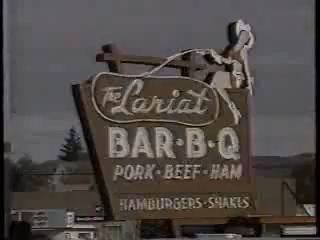 The Lariat
BAR·B·Q
PORK·BEEF·HAM
HAMBURGERS·SHAKES